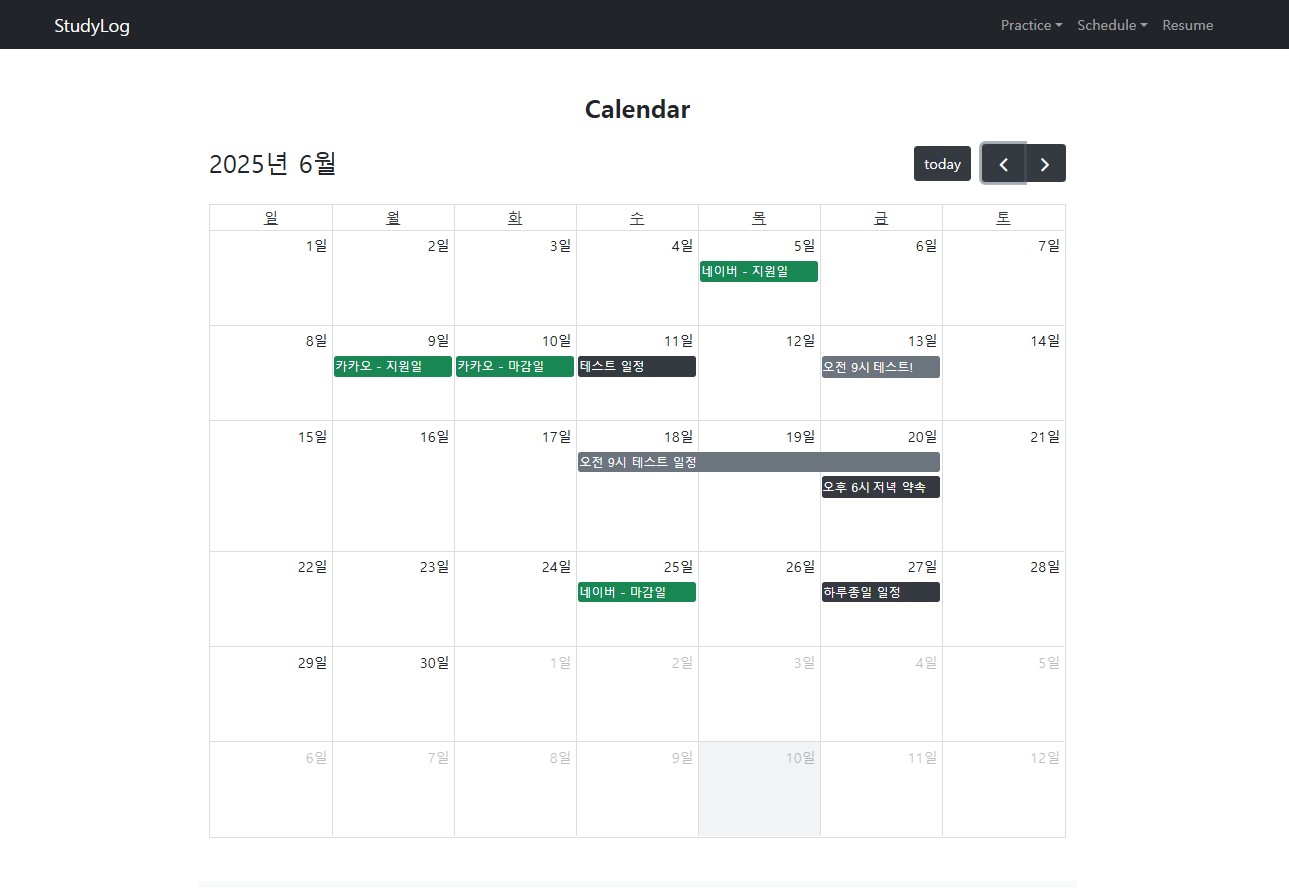 StudyLog Practice Schedule Resume
Calendar
2025년 6월 today
일 월 화 수 목 금 토
1일 2일 3일 4일 5일 6일 7일
네이버 - 지원일
8일 9일 10일 11일 12일 13일 14일
카카오 - 지원일 카카오 - 마감일 테스트 일정 오전 9시 테스트!
15일 16일 17일 18일 19일 20일 21일
오전 9시 테스트 일정
오후 6시 저녁 약속
22일 23일 24일 25일 26일 27일 28일
네이버 - 마감일 하루종일 일정
29일 30일 1일 2일 3일 4일 5일
6일 7일 8일 9일 10일 11일 12일